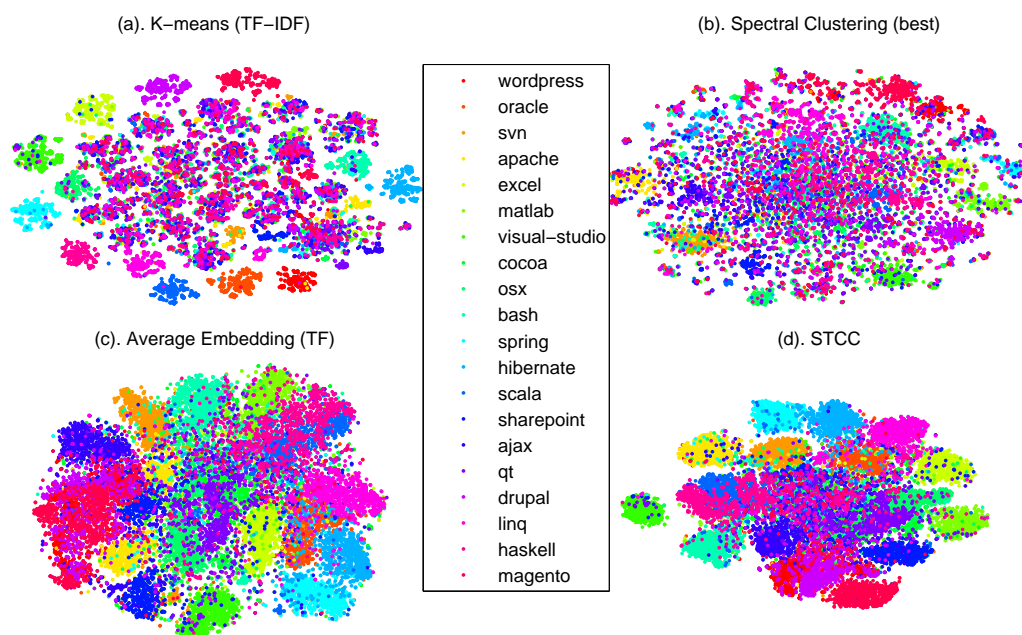 (a). K−means (TF−IDF)
(b). Spectral Clustering (best)
wordpress
oracle
svn
apache
excel
matlab
visual−studio
cocoa
osx
bash
spring
hibernate
scala
sharepoint
ajax
qt
drupal
linq
haskell
magento
(c). Average Embedding (TF)
(d). STCC